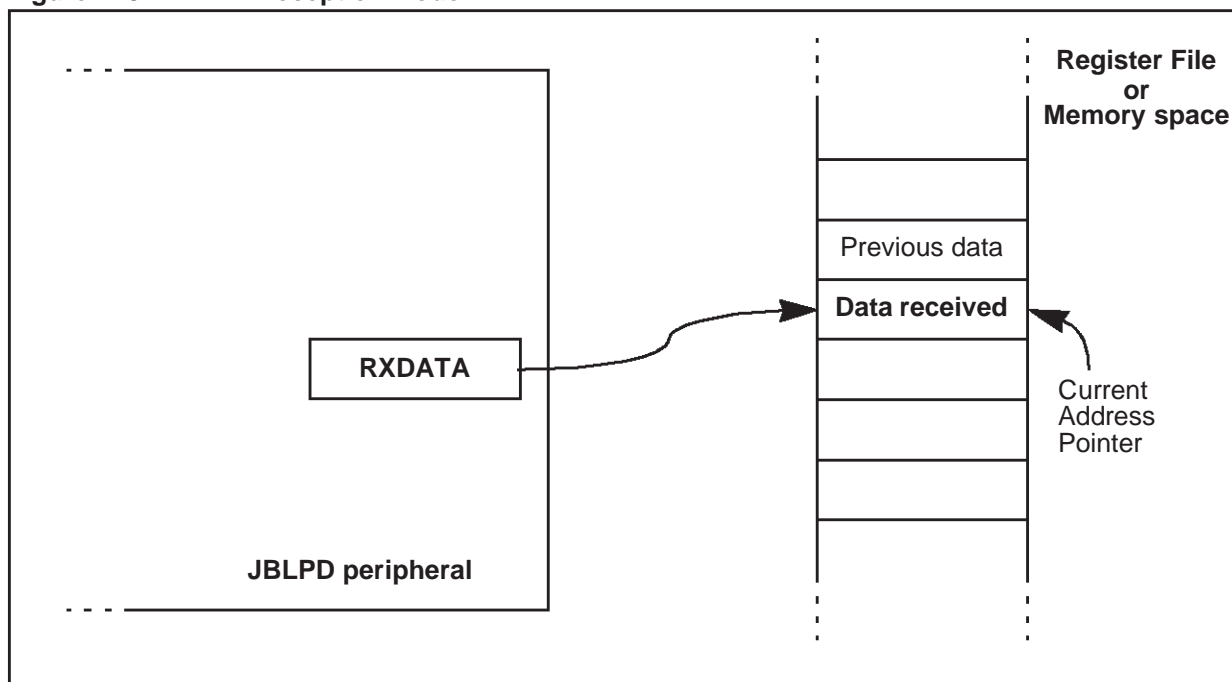 Register File
or
Memory space
Previous data
Data received
RXDATA
Current
Address
Pointer
JBLPD peripheral